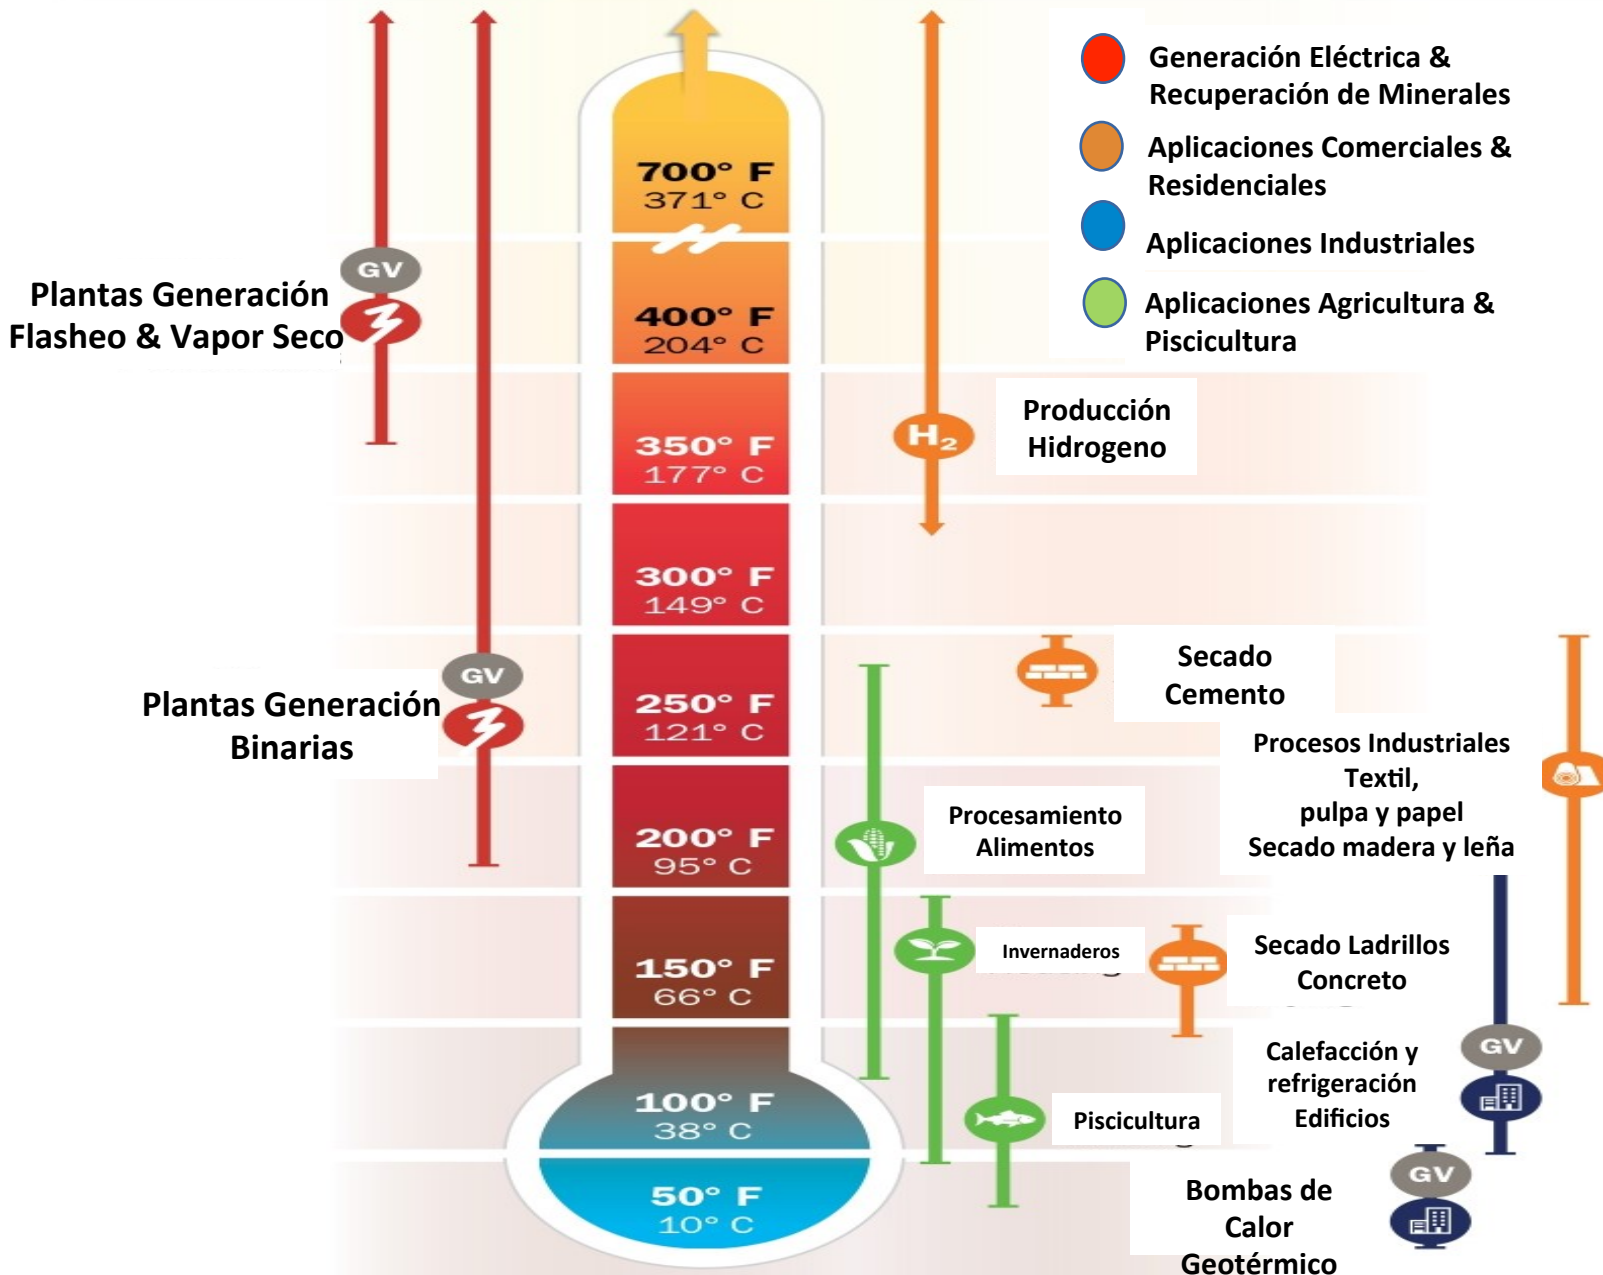 Generación Eléctrica &
Recuperación de Minerales
Aplicaciones Comerciales &
Residenciales
Aplicaciones Industriales
Aplicaciones Agricultura &
Piscicultura
700° F
371° C
GV
Plantas Generación
Flasheo & Vapor Seco
400° F
204° C
Producción
Hidrogeno
H₂
350° F
177° C
300° F
149° C
Secado
Cemento
GV
Plantas Generación
Binarias
250° F
121° C
Procesos Industriales
Textil,
pulpa y papel
Secado madera y leña
Procesamiento
Alimentos
200° F
95° C
Invernaderos
Secado Ladrillos
Concreto
150° F
66° C
Calefacción y
refrigeración
Edificios
GV
100° F
38° C
Piscicultura
Bombas de
Calor
Geotérmico
GV
50° F
10° C